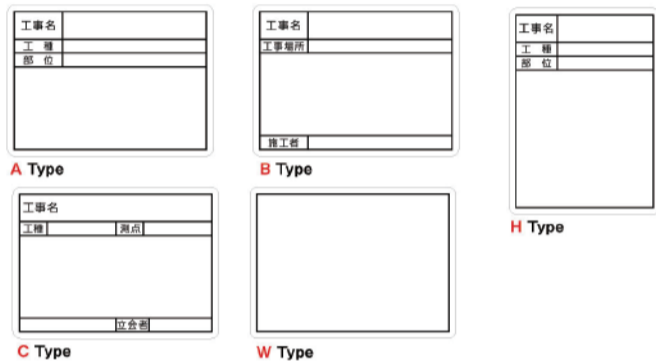 工事名
工種
部位
A Type
工事名
工事場所
施工者
B Type
工事名
工種
部位
H Type
工事名
工種 測点
立会者
C Type
W Type